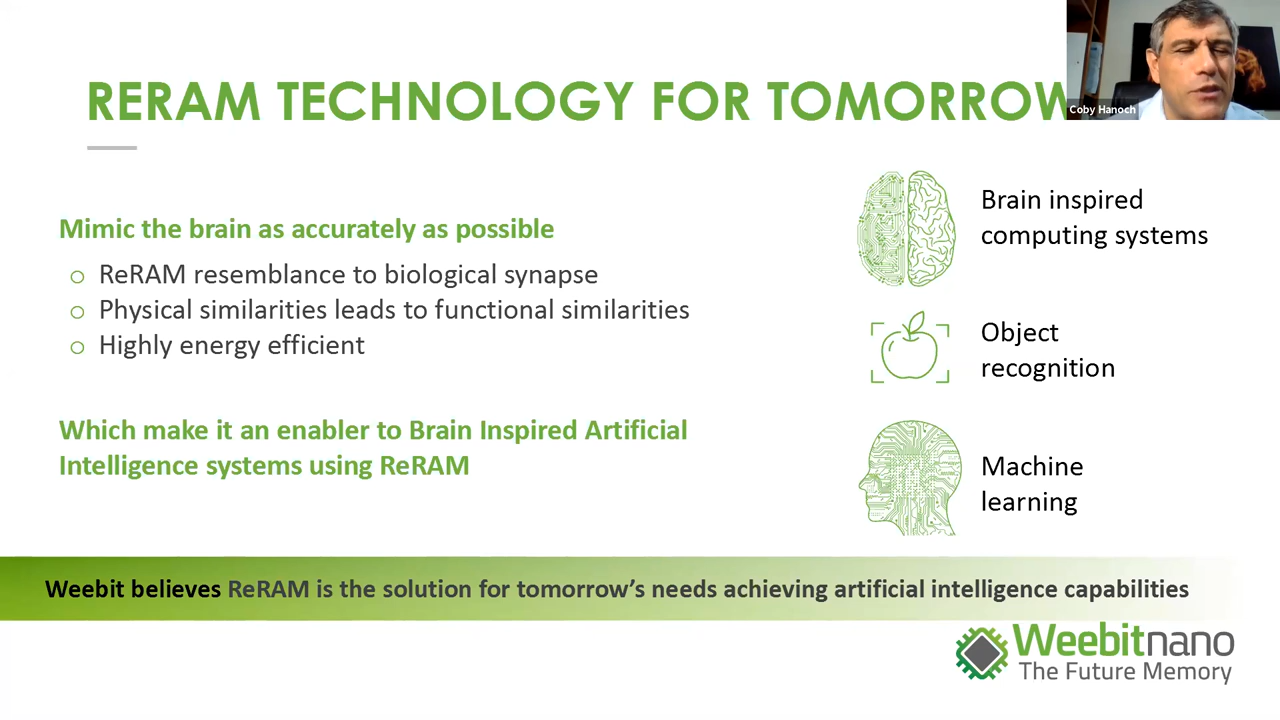 RERAM TECHNOLOGY FOR TOMORROW
Coby Hanoch
Mimic the brain as accurately as possible
ReRAM resemblance to biological synapse
Physical similarities leads to functional similarities
Highly energy efficient
Which make it an enabler to Brain Inspired Artificial
Intelligence systems using ReRAM
Brain inspired
computing systems
Object
recognition
Machine
learning
Weebit believes ReRAM is the solution for tomorrow's needs achieving artificial intelligence capabilities
Weebitnano
The Future Memory